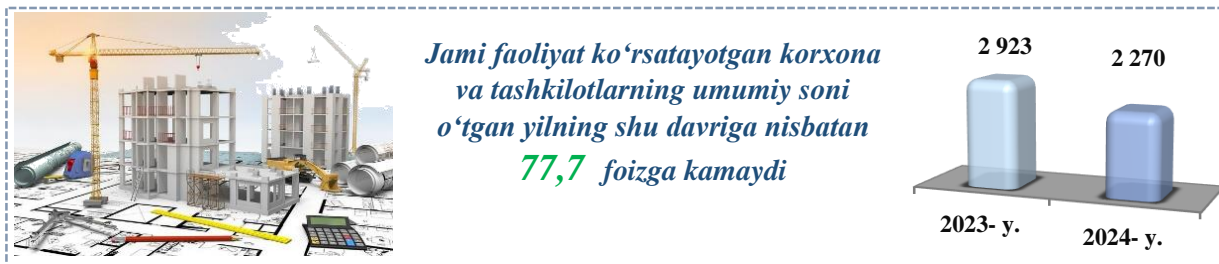 Jami faoliyat ko‘rsatayotgan korxona
va tashkilotlarning umumiy soni
o‘tgan yilning shu davriga nisbatan
77,7 foizga kamaydi
2 923
2 270
2023- y.
2024- y.